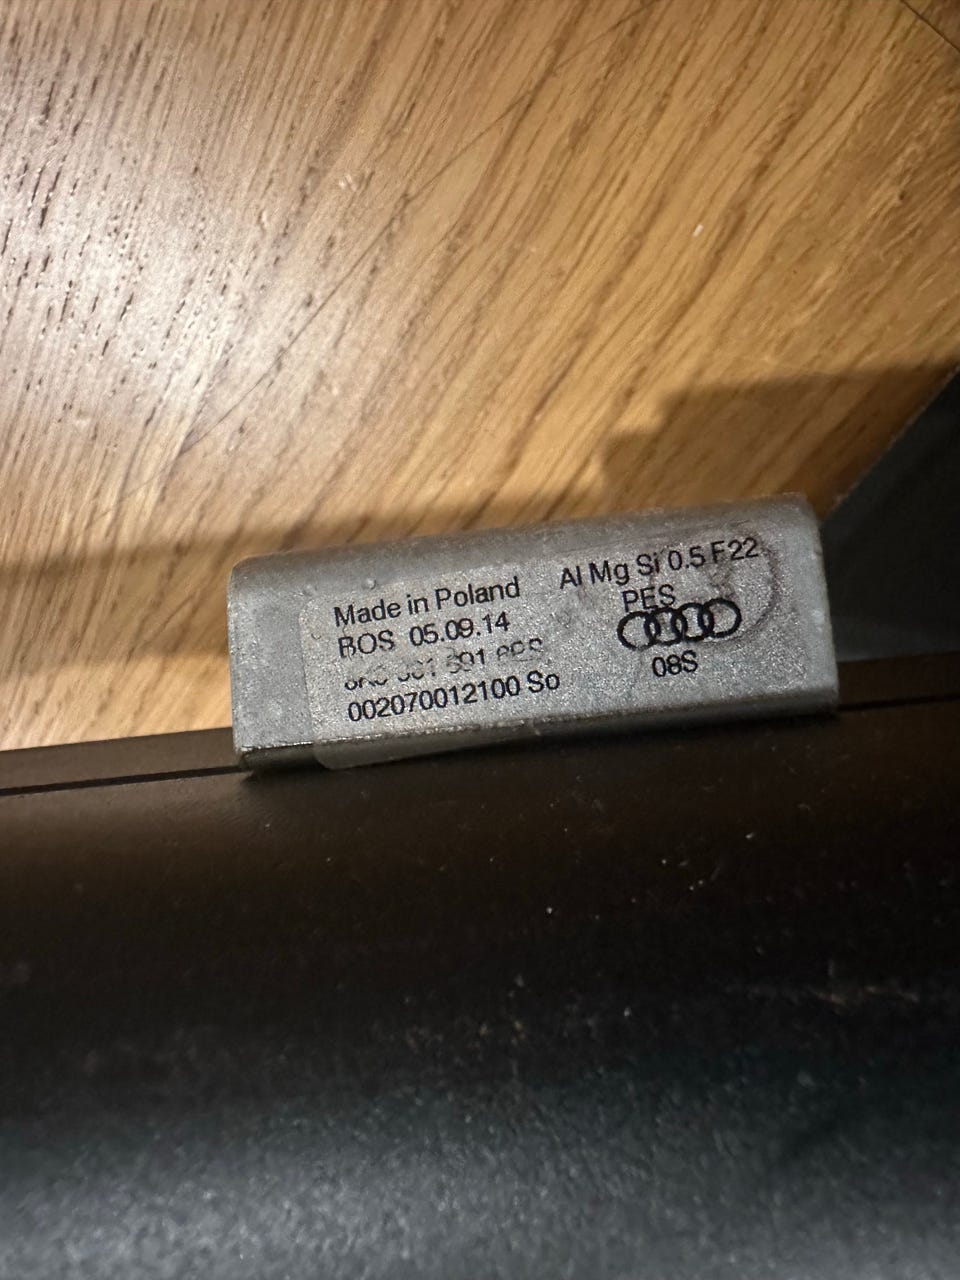 Made in Poland
BOS 05.09.14
002070012100 So
Al Mg Si 0.5 F22
PES
08S